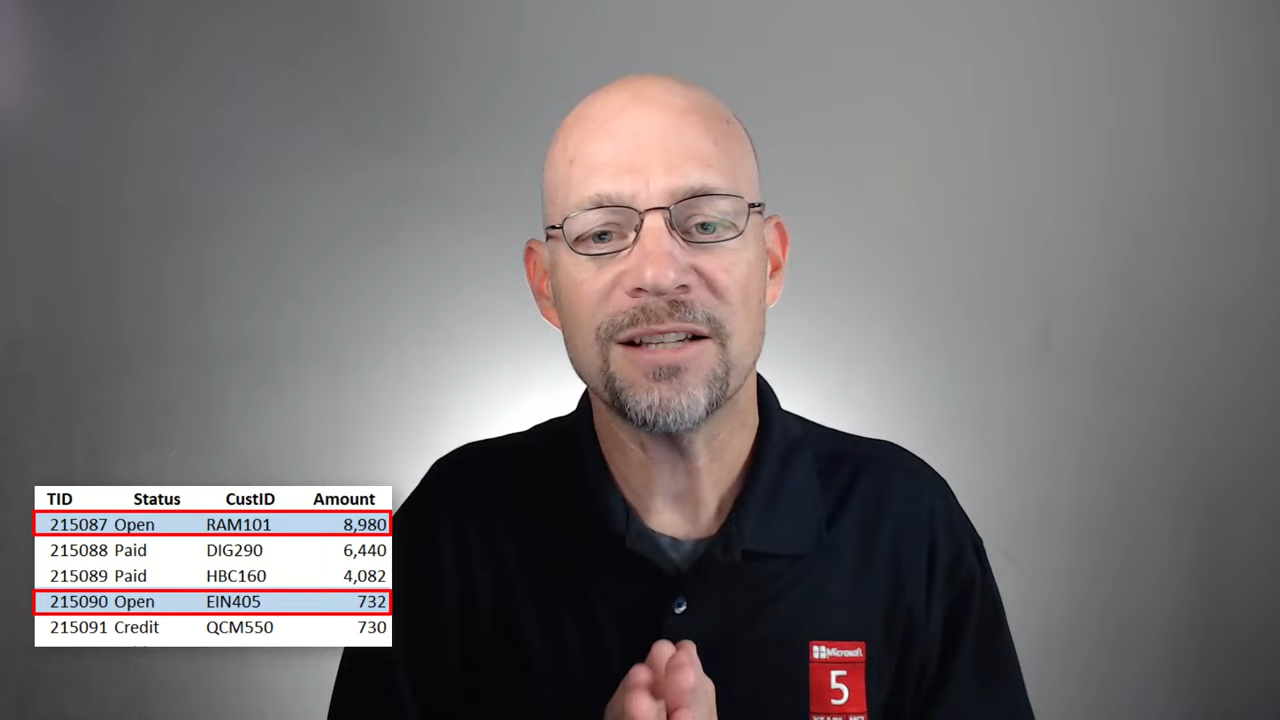 TID Status CustID Amount
215087 Open RAM101 8,980
215088 Paid DIG290 6,440
215089 Paid HBC160 4,082
215090 Open EIN405 732
215091 Credit QCM550 730
Microsoft
5